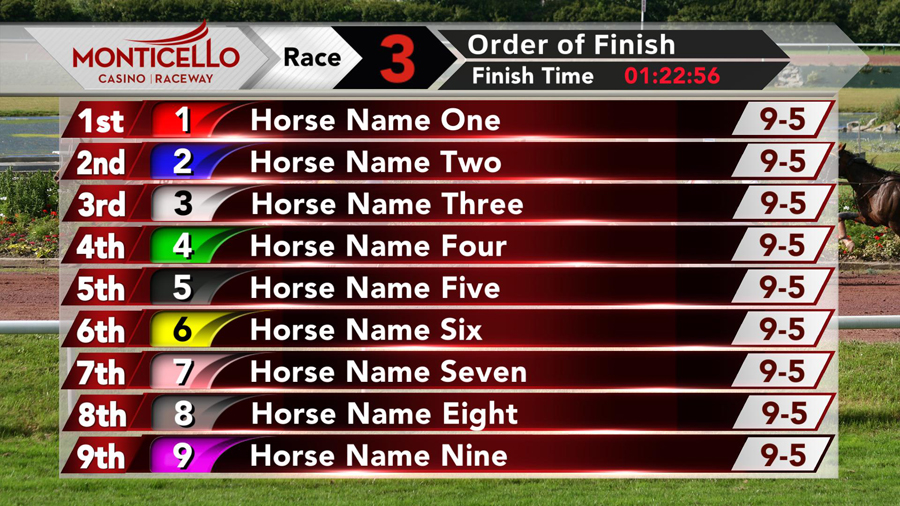 MONTICELLO
CASINO | RACEWAY
Race 3
Order of Finish
Finish Time 01:22:56
1st 1 Horse Name One 9-5
2nd 2 Horse Name Two 9-5
3rd 3 Horse Name Three 9-5
4th 4 Horse Name Four 9-5
5th 5 Horse Name Five 9-5
6th 6 Horse Name Six 9-5
7th 7 Horse Name Seven 9-5
8th 8 Horse Name Eight 9-5
9th 9 Horse Name Nine 9-5